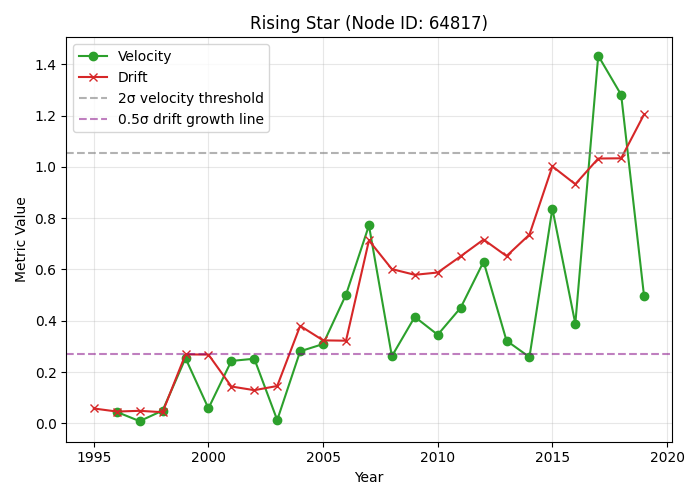 Rising Star (Node ID: 64817)
Velocity
Drift
2σ velocity threshold
0.5σ drift growth line
Metric Value
1.4
1.2
1.0
0.8
0.6
0.4
0.2
0.0
1995 2000 2005 2010 2015 2020
Year